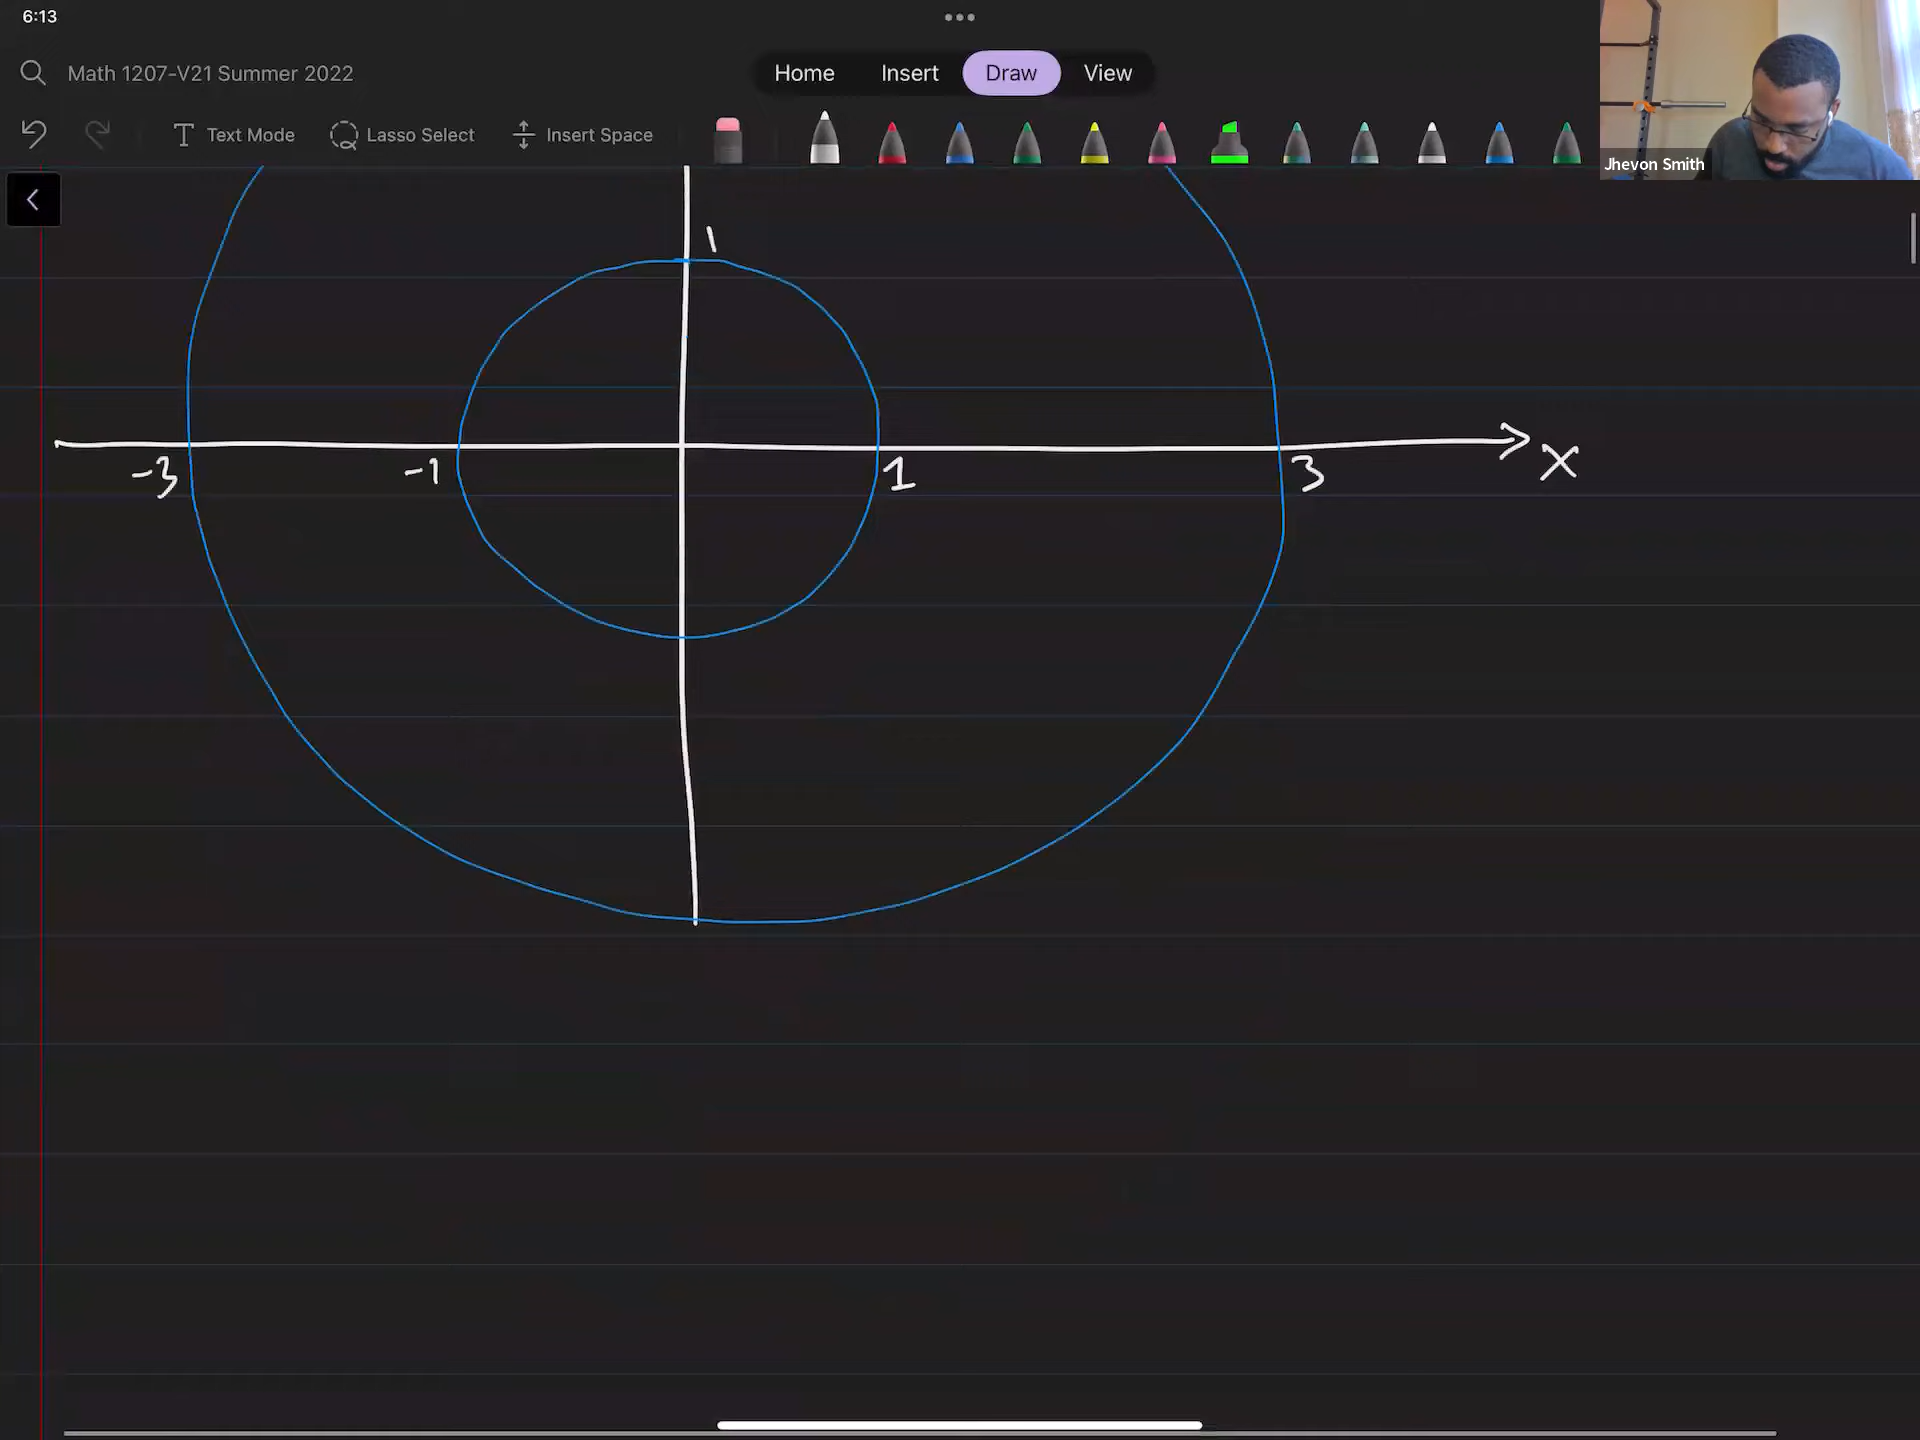 6:13
Math 1207-V21 Summer 2022
Home Insert Draw View
Text Mode Lasso Select Insert Space
Jhevon Smith
1
-3 -1 1 3 X